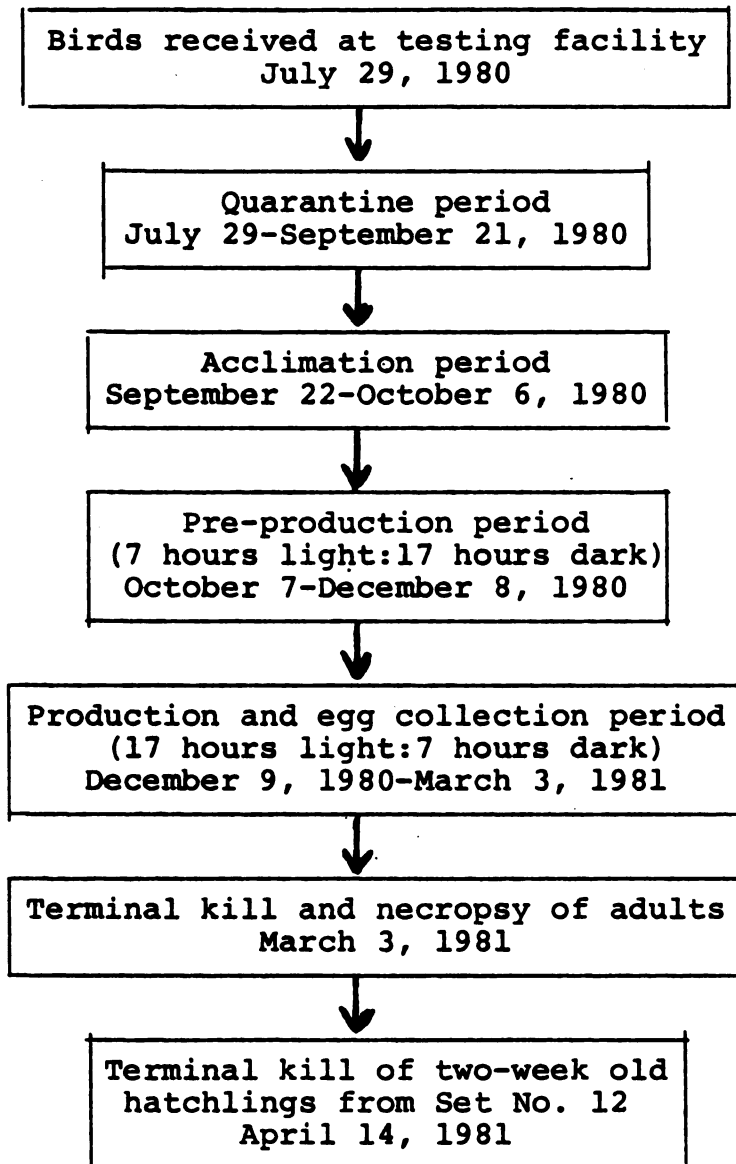 Birds received at testing facility
July 29, 1980
Quarantine period
July 29-September 21, 1980
Acclimation period
September 22-October 6, 1980
Pre-production period
(7 hours light:17 hours dark)
October 7-December 8, 1980
Production and egg collection period
(17 hours light:7 hours dark)
December 9, 1980-March 3, 1981
Terminal kill and necropsy of adults
March 3, 1981
Terminal kill of two-week old
hatchlings from Set No. 12
April 14, 1981